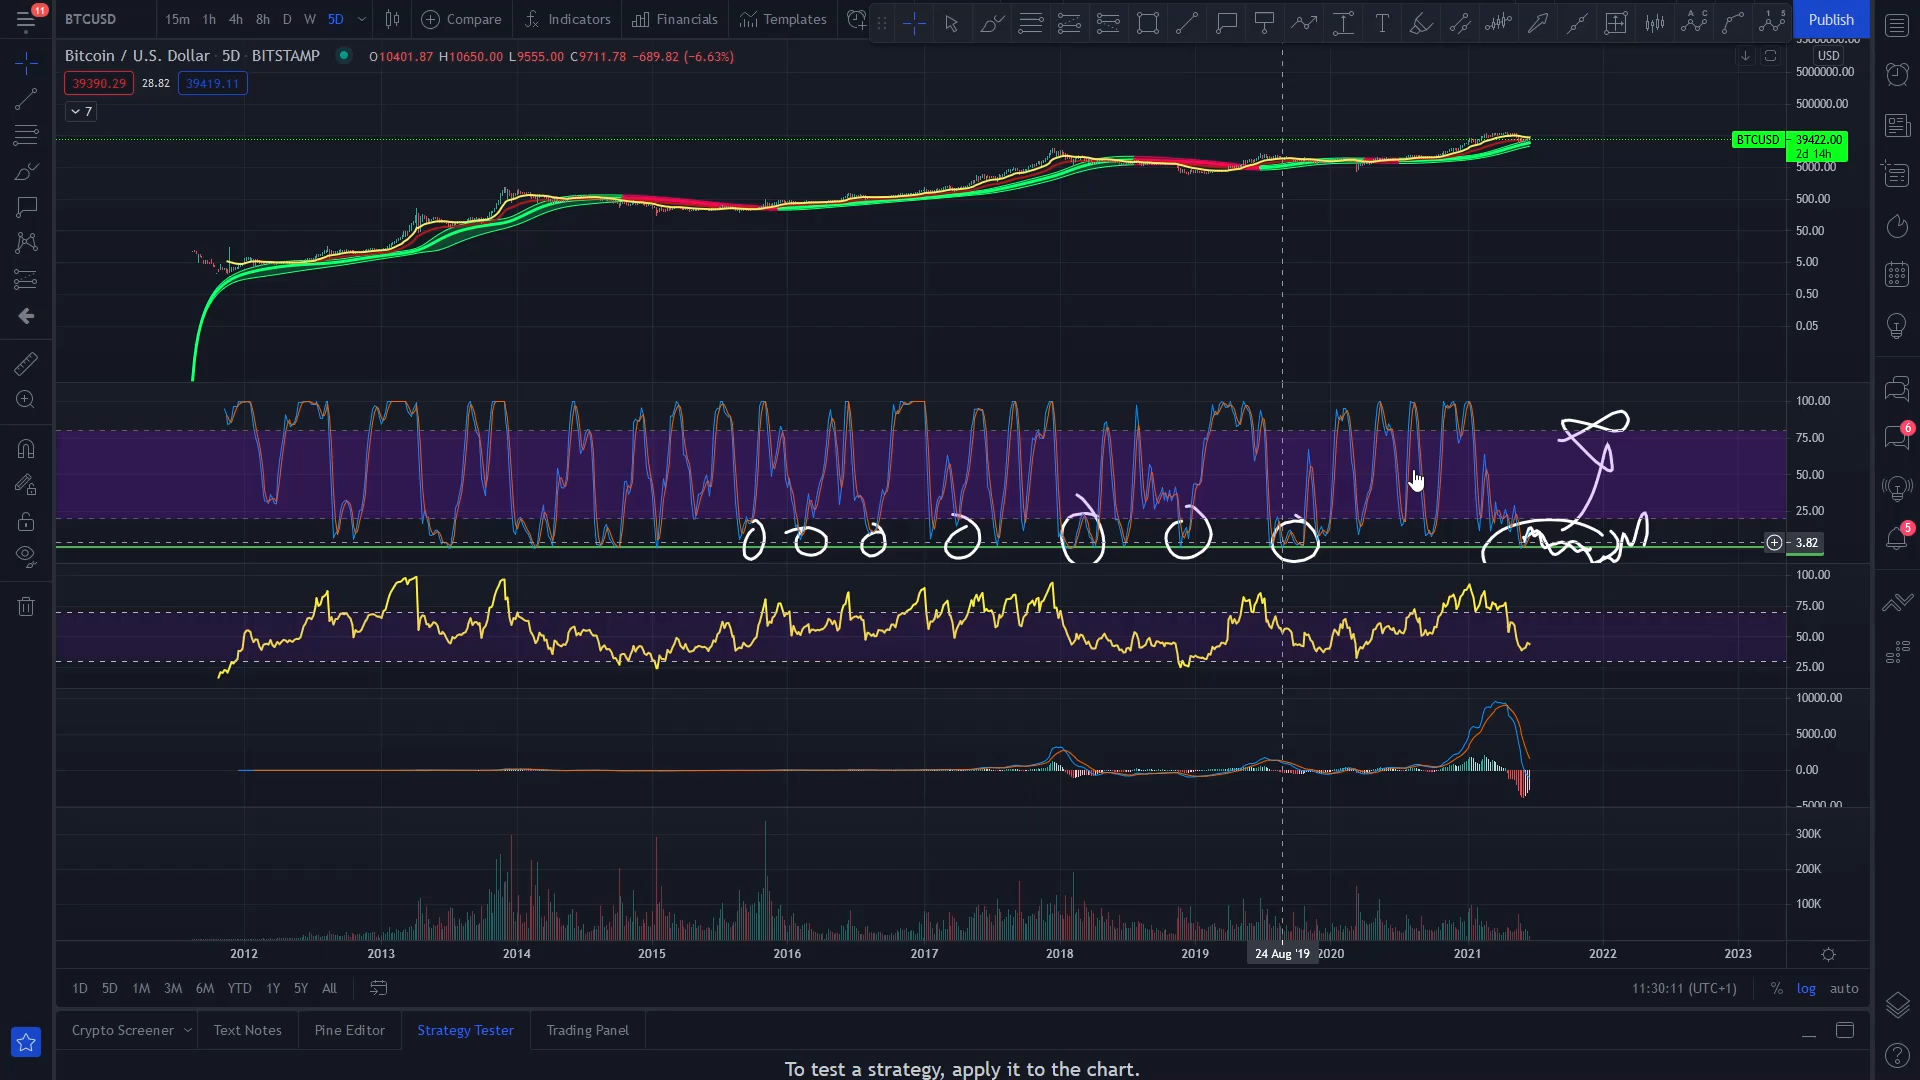 11
BTCUSD 15m 1h 4h 8h D W 5D Compare Indicators Financials Templates Publish
Bitcoin / U.S. Dollar · 5D · BITSTAMP O10401.87 H10650.00 L9555.00 C9711.78 −689.82 (−6.63%)
39390.29 28.82 39419.11
7
USD
5000000.00
500000.00
BTCUSD 39422.00
2d 14h
5000.00
500.00
50.00
5.00
0.50
0.05
100.00
75.00
50.00
25.00
3.82
100.00
75.00
50.00
25.00
10000.00
5000.00
0.00
−5000.00
300K
200K
100K
2012 2013 2014 2015 2016 2017 2018 2019 24 Aug '19 2020 2021 2022 2023
1D 5D 1M 3M 6M YTD 1Y 5Y All 11:30:11 (UTC+1) % log auto
Crypto Screener Text Notes Pine Editor Strategy Tester Trading Panel
To test a strategy, apply it to the chart.
6
5